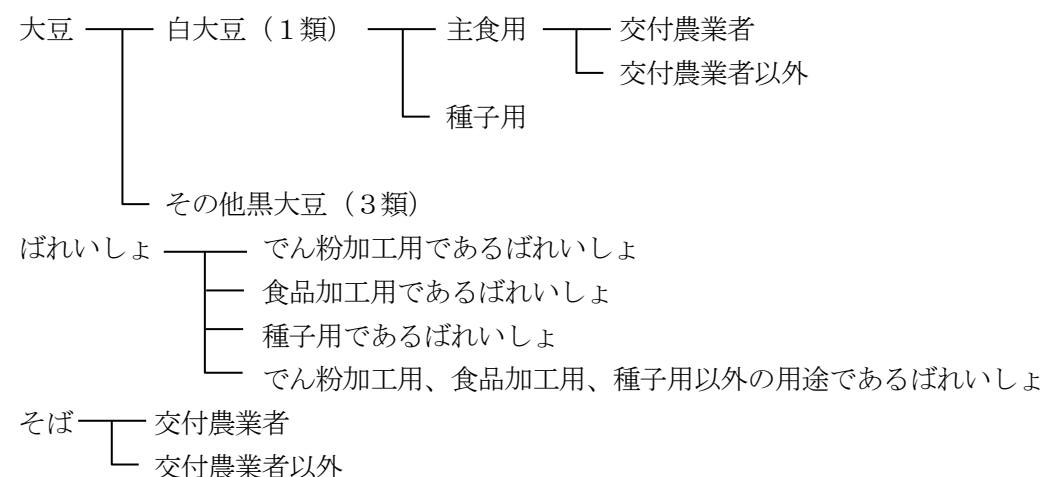 大豆 白大豆（１類） 主食用 交付農業者
交付農業者以外
種子用
その他黒大豆（３類）
ばれいしょ でん粉加工用であるばれいしょ
食品加工用であるばれいしょ
種子用であるばれいしょ
でん粉加工用、食品加工用、種子用以外の用途であるばれいしょ
そば 交付農業者
交付農業者以外